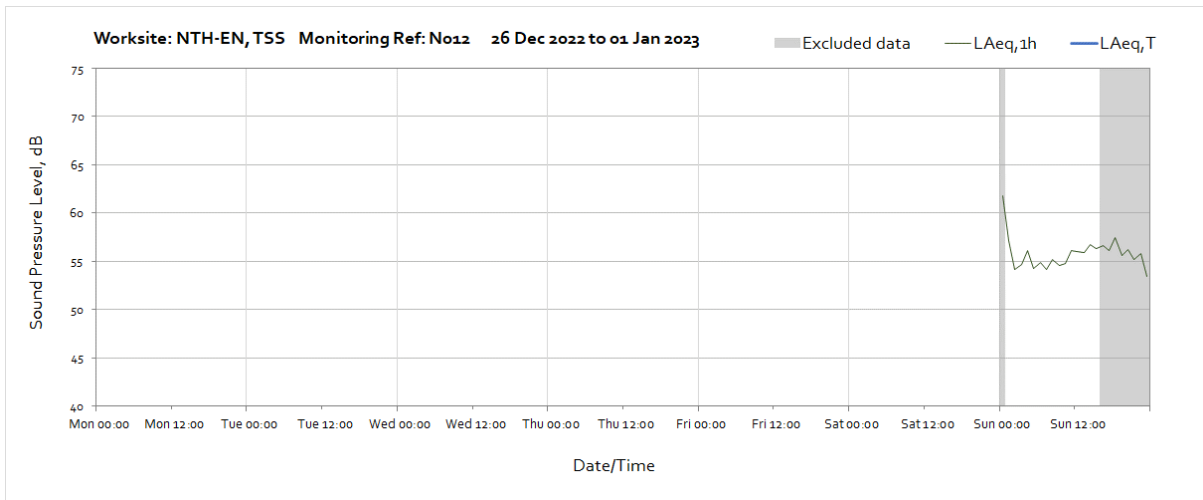 Worksite: NTH-EN, TSS Monitoring Ref: N012 26 Dec 2022 to 01 Jan 2023
Excluded data LAeq,1h LAeq,T
75
70
65
60
55
50
45
40
Sound Pressure Level, dB
Mon 00:00 Mon 12:00 Tue 00:00 Tue 12:00 Wed 00:00 Wed 12:00 Thu 00:00 Thu 12:00 Fri 00:00 Fri 12:00 Sat 00:00 Sat 12:00 Sun 00:00 Sun 12:00
Date/Time